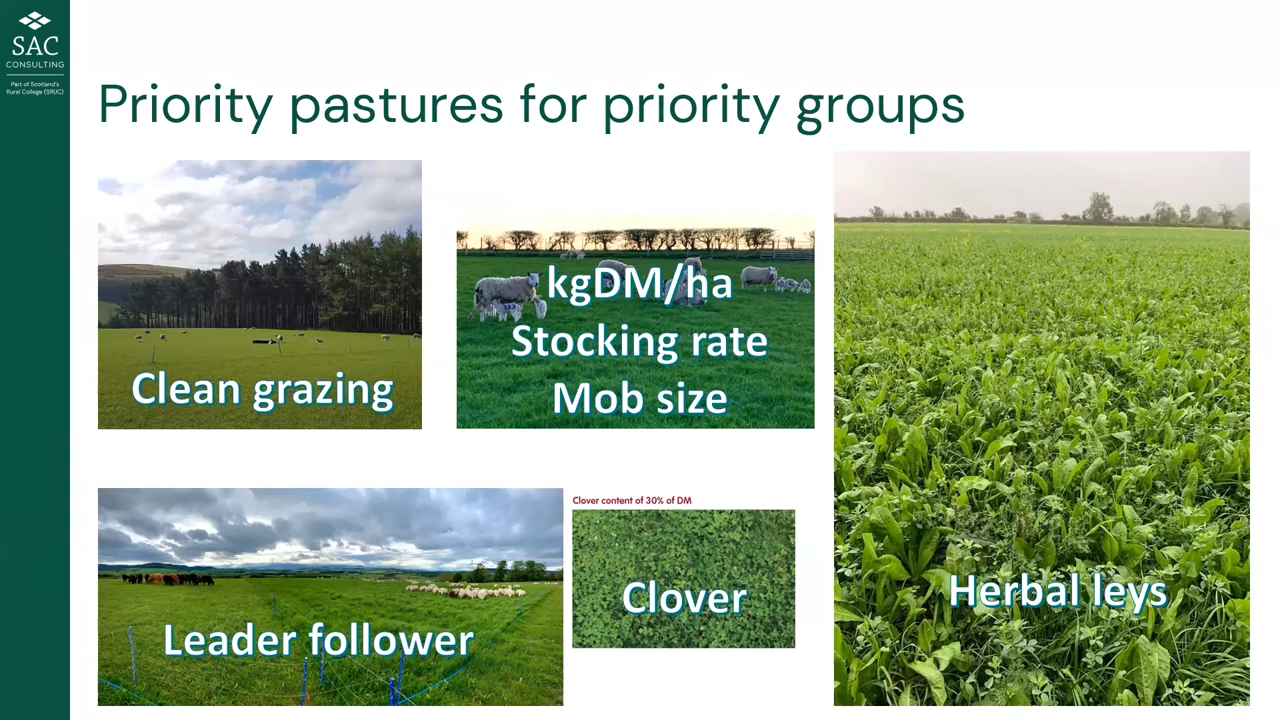 SAC
CONSULTING
Part of Scotland's
Rural College (SRUC)
Priority pastures for priority groups
Clean grazing
kgDM/ha
Stocking rate
Mob size
Leader follower
Clover content of 30% of DM
Clover
Herbal leys